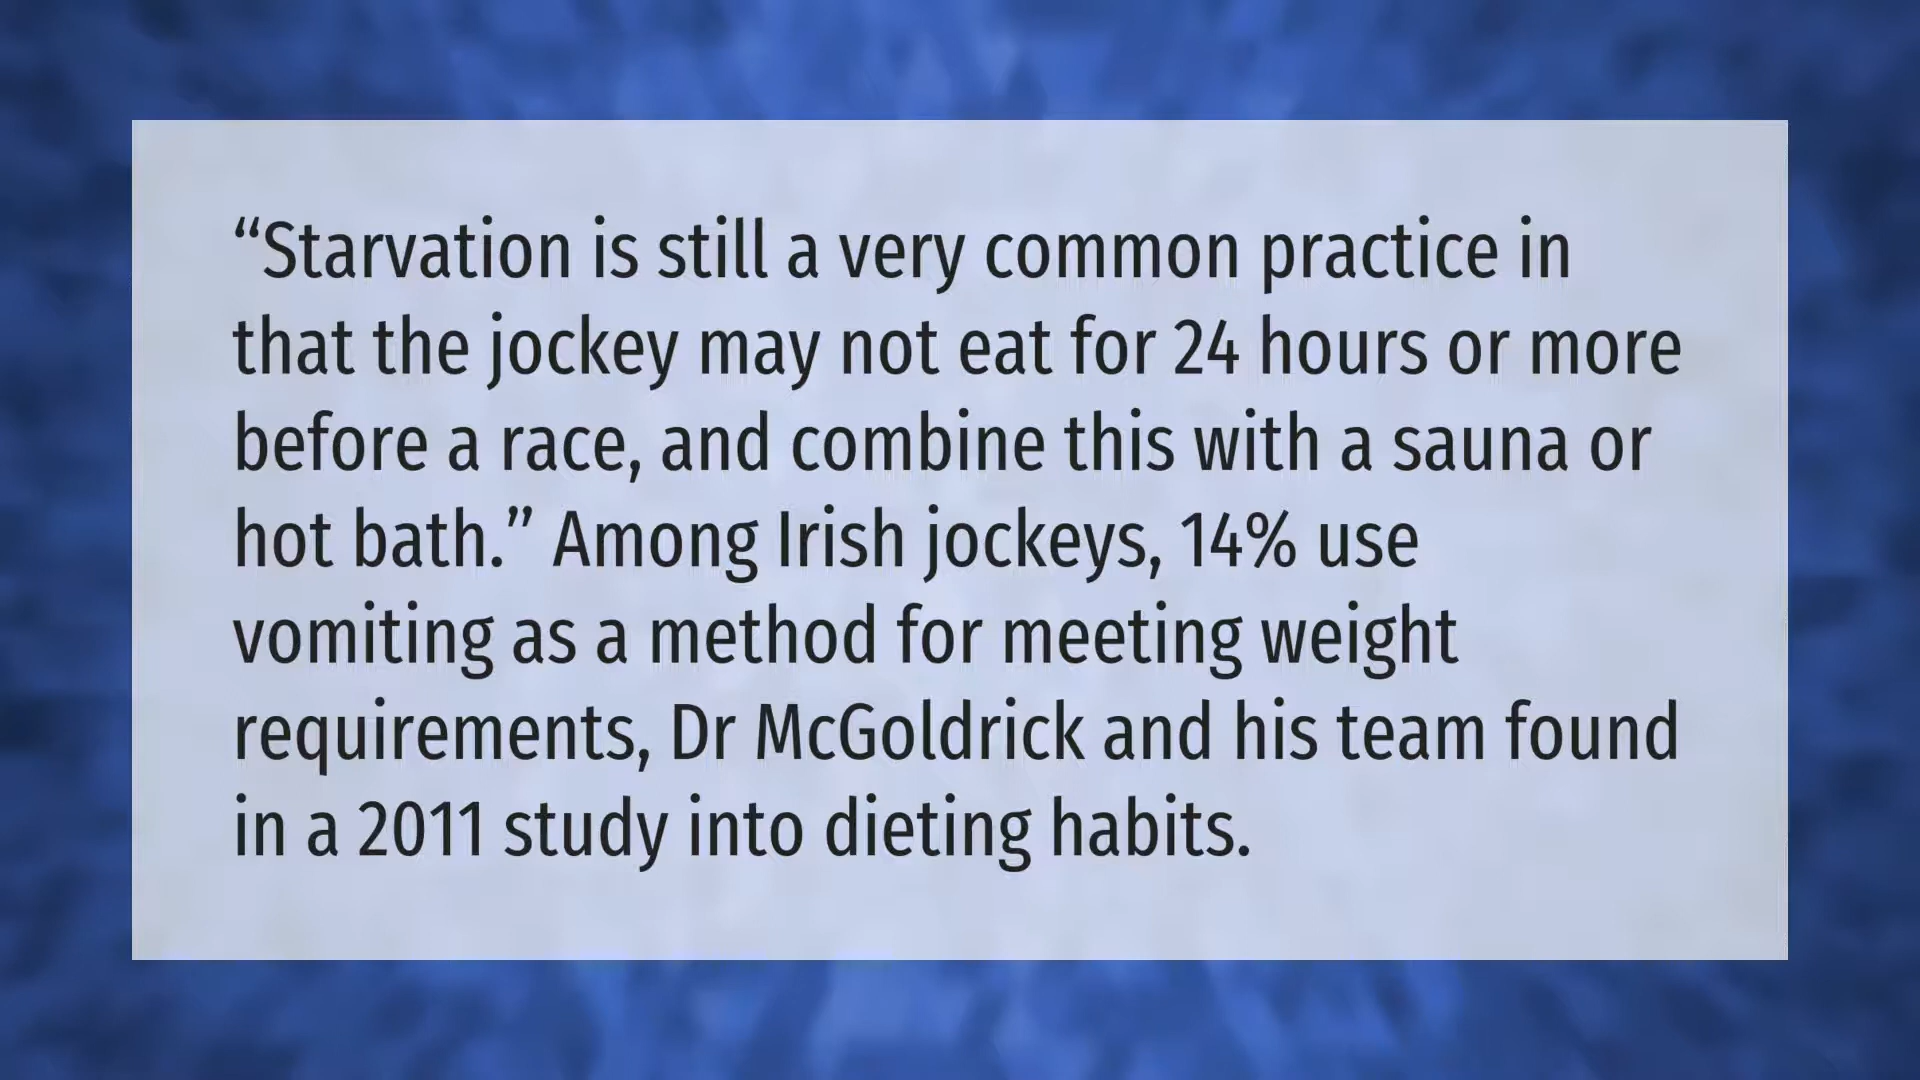 “Starvation is still a very common practice in
that the jockey may not eat for 24 hours or more
before a race, and combine this with a sauna or
hot bath.” Among Irish jockeys, 14% use
vomiting as a method for meeting weight
requirements, Dr McGoldrick and his team found
in a 2011 study into dieting habits.